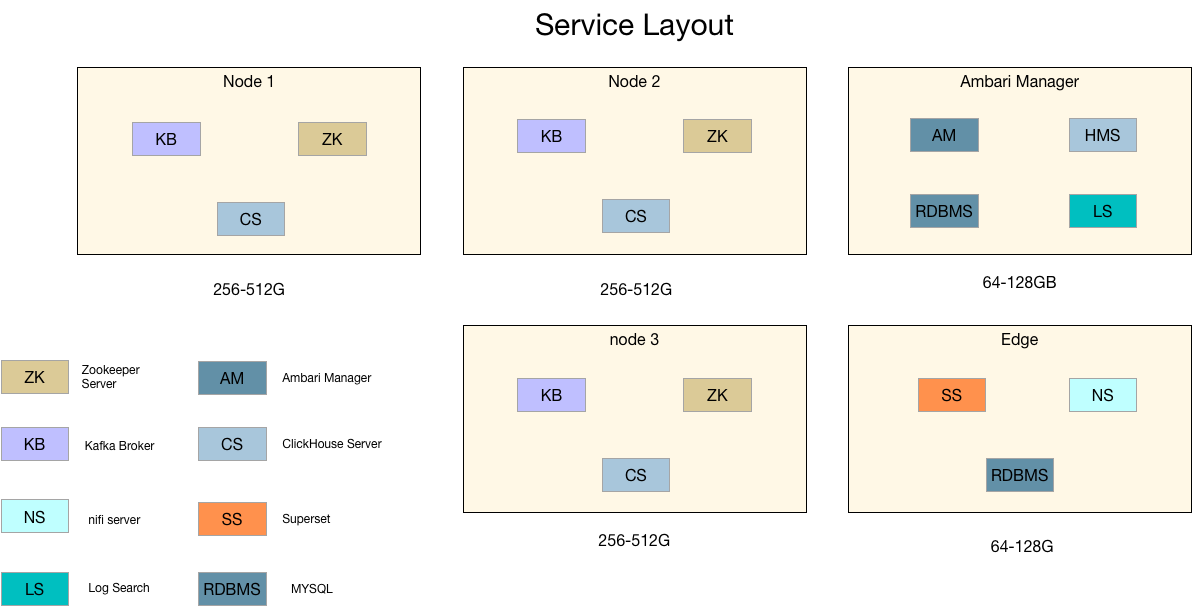 Service Layout
Node 1
KB
ZK
CS
256-512G
Node 2
KB
ZK
CS
256-512G
Ambari Manager
AM
HMS
RDBMS
LS
64-128GB
node 3
KB
ZK
CS
256-512G
Edge
SS
NS
RDBMS
64-128G
ZK
Zookeeper
Server
AM
Ambari Manager
KB
Kafka Broker
CS
ClickHouse Server
NS
nifi server
SS
Superset
LS
Log Search
RDBMS
MYSQL